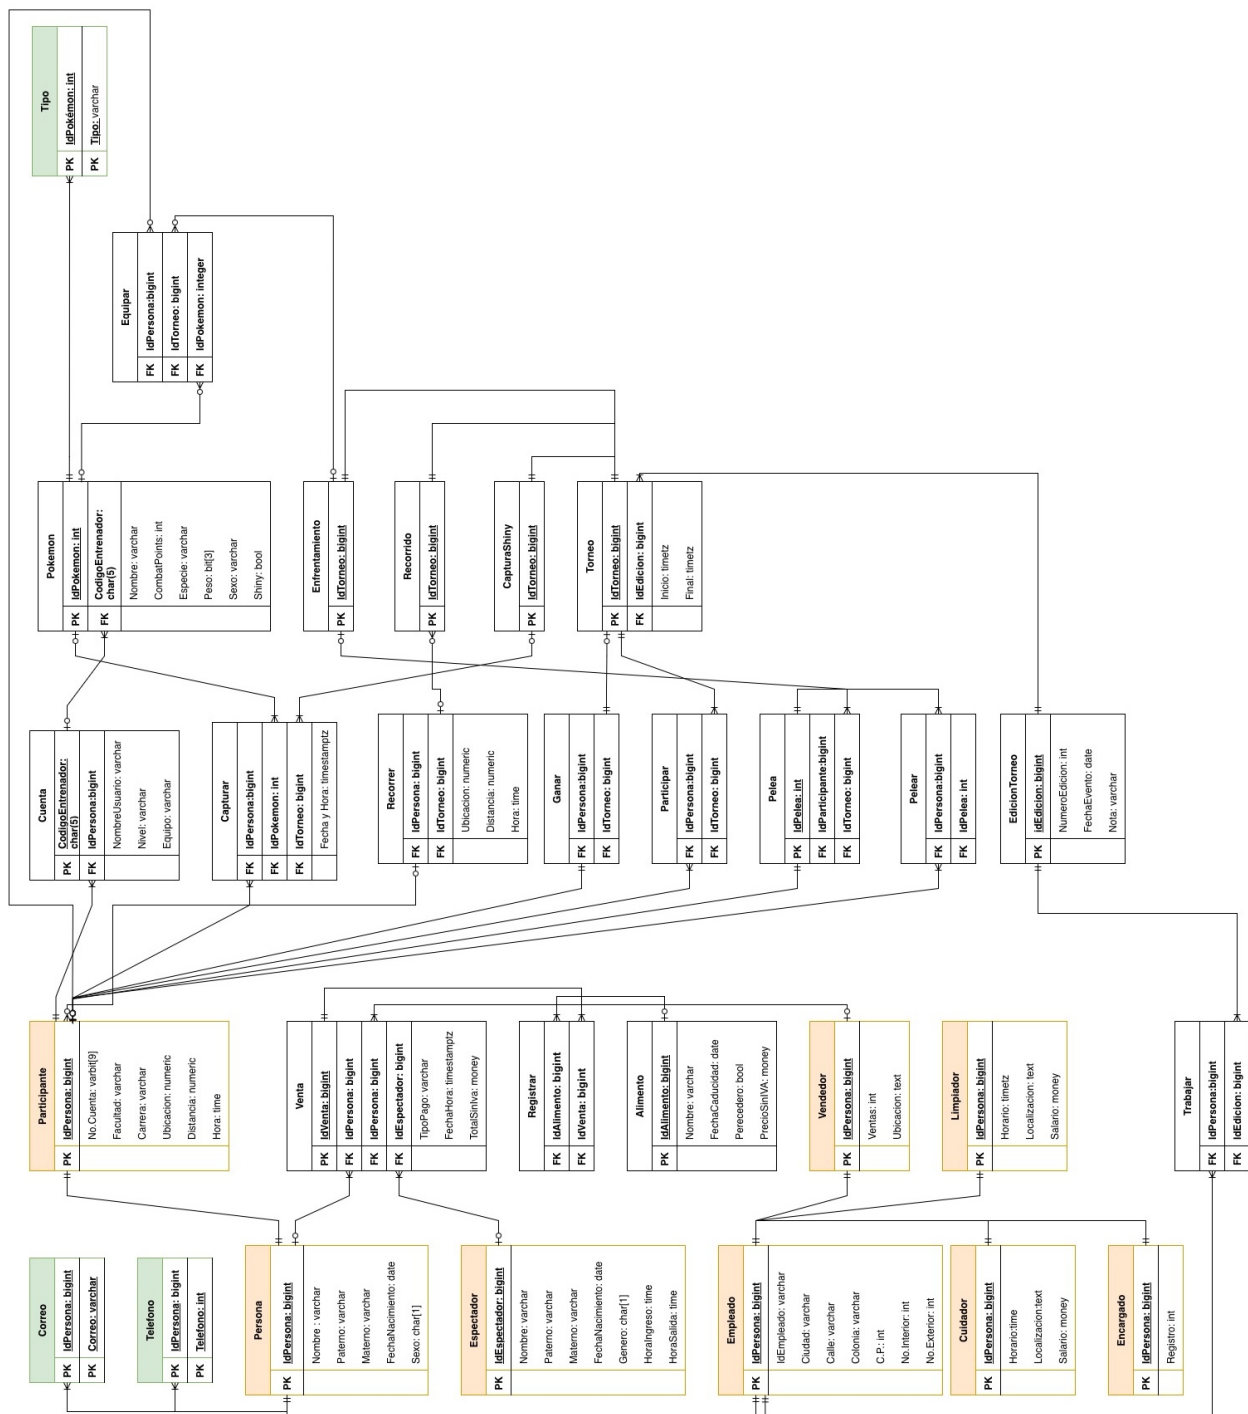 Tipo
PK IdPokémon: int
PK Tipo: varchar
Equipar
FK IdPersona:bigint
FK IdTorneo: bigint
FK IdPokemon: integer
Pokemon
PK IdPokemon: int
FK CodigoEntrenador:
char(5)
Nombre: varchar
CombatPoints: int
Especie: varchar
Peso: bit[3]
Sexo: varchar
Shiny: bool
Enfrentamiento
PK IdTorneo: bigint
Recorrido
PK IdTorneo: bigint
CapturaShiny
PK IdTorneo: bigint
Torneo
PK IdTorneo: bigint
FK IdEdicion: bigint
Inicio: timetz
Final: timetz
Cuenta
PK CodigoEntrenador:
char(5)
FK IdPersona:bigint
NombreUsuario: varchar
Nivel: varchar
Equipo: varchar
Capturar
FK IdPersona:bigint
FK IdPokemon: int
FK IdTorneo: bigint
Fecha y Hora: timestamptz
Recorrer
FK IdPersona: bigint
FK IdTorneo: bigint
Ubicacion: numeric
Distancia: numeric
Hora: time
Ganar
FK IdPersona: bigint
FK IdTorneo: bigint
Participar
FK IdPersona:bigint
FK IdTorneo: bigint
Pelea
PK IdPelea: int
FK IdParticipante:bigint
FK IdTorneo: bigint
Pelear
FK IdPersona:bigint
FK IdPelea: int
EdicionTorneo
PK IdEdicion: bigint
NumeroEdicion: int
FechaEvento: date
Nota: varchar
Participante
PK IdPersona: bigint
No.Cuenta: varbit[9]
Facultad: varchar
Carrera: varchar
Ubicacion: numeric
Distancia: numeric
Hora: time
Venta
PK IdVenta: bigint
FK IdPersona: bigint
FK IdPersona: bigint
FK IdEspectador: bigint
TipoPago: varchar
FechaHora: timestamptz
TotalSinIva: money
Registrar
FK IdAlimento: bigint
FK IdVenta: bigint
Alimento
PK IdAlimento: bigint
Nombre: varchar
FechaCaducidad: date
Perecedero: bool
PrecioSinIVA: money
Vendedor
PK IdPersona: bigint
Ventas: int
Ubicacion: text
Limpiador
PK IdPersona: bigint
Horario: timetz
Localizacion: text
Salario: money
Trabajar
FK IdPersona:bigint
FK IdEdicion: bigint
Correo
PK IdPersona: bigint
PK Correo: varchar
Telefono
PK IdPersona: bigint
PK Telefono: int
Persona
PK IdPersona: bigint
Nombre : varchar
Paterno: varchar
Materno: varchar
FechaNacimiento: date
Sexo: char[1]
Espectador
PK IdEspectador: bigint
Nombre: varchar
Paterno: varchar
Materno: varchar
FechaNacimiento: date
Genero: char[1]
HoraIngreso: time
HoraSalida: time
Empleado
PK IdPersona: bigint
IdEmpleado: varchar
Ciudad: varchar
Calle: varchar
Colonia: varchar
C.P.: int
No.Interior: int
No.Exterior: int
Cuidador
PK IdPersona: bigint
Horario:time
Localizacion:text
Salario: money
Encargado
PK IdPersona: bigint
Registro: int